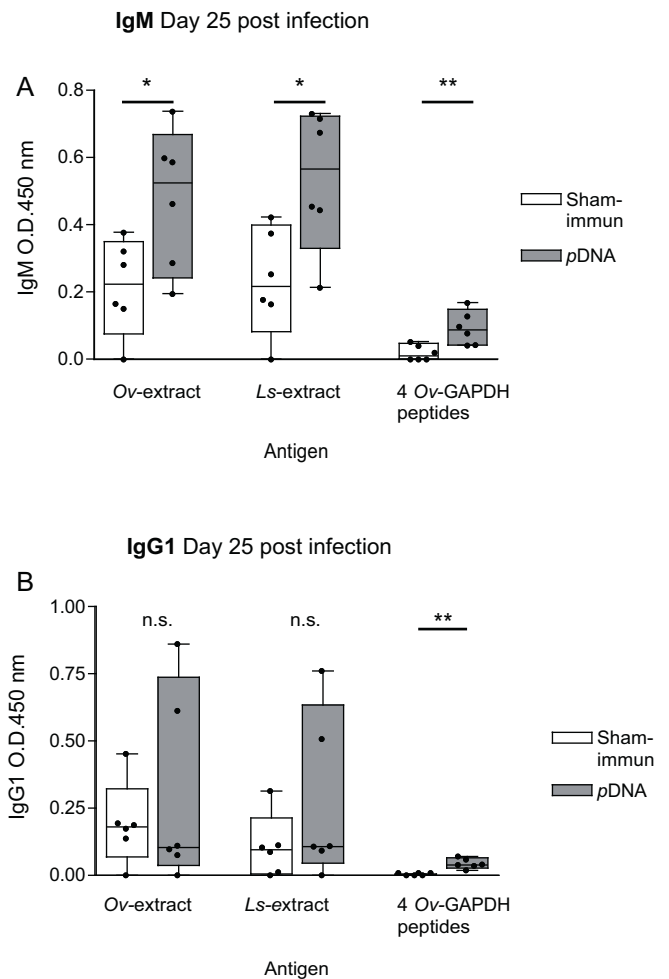 IgM Day 25 post infection
A
0.8
0.6
0.4
0.2
0.0
IgM O.D.450 nm
*
*
**
Sham-
immun
pDNA
Ov-extract
Ls-extract
4 Ov-GAPDH
peptides
Antigen
IgG1 Day 25 post infection
B
1.00
0.75
0.50
0.25
0.00
IgG1 O.D.450 nm
n.s.
n.s.
**
Sham-
immun
pDNA
Ov-extract
Ls-extract
4 Ov-GAPDH
peptides
Antigen